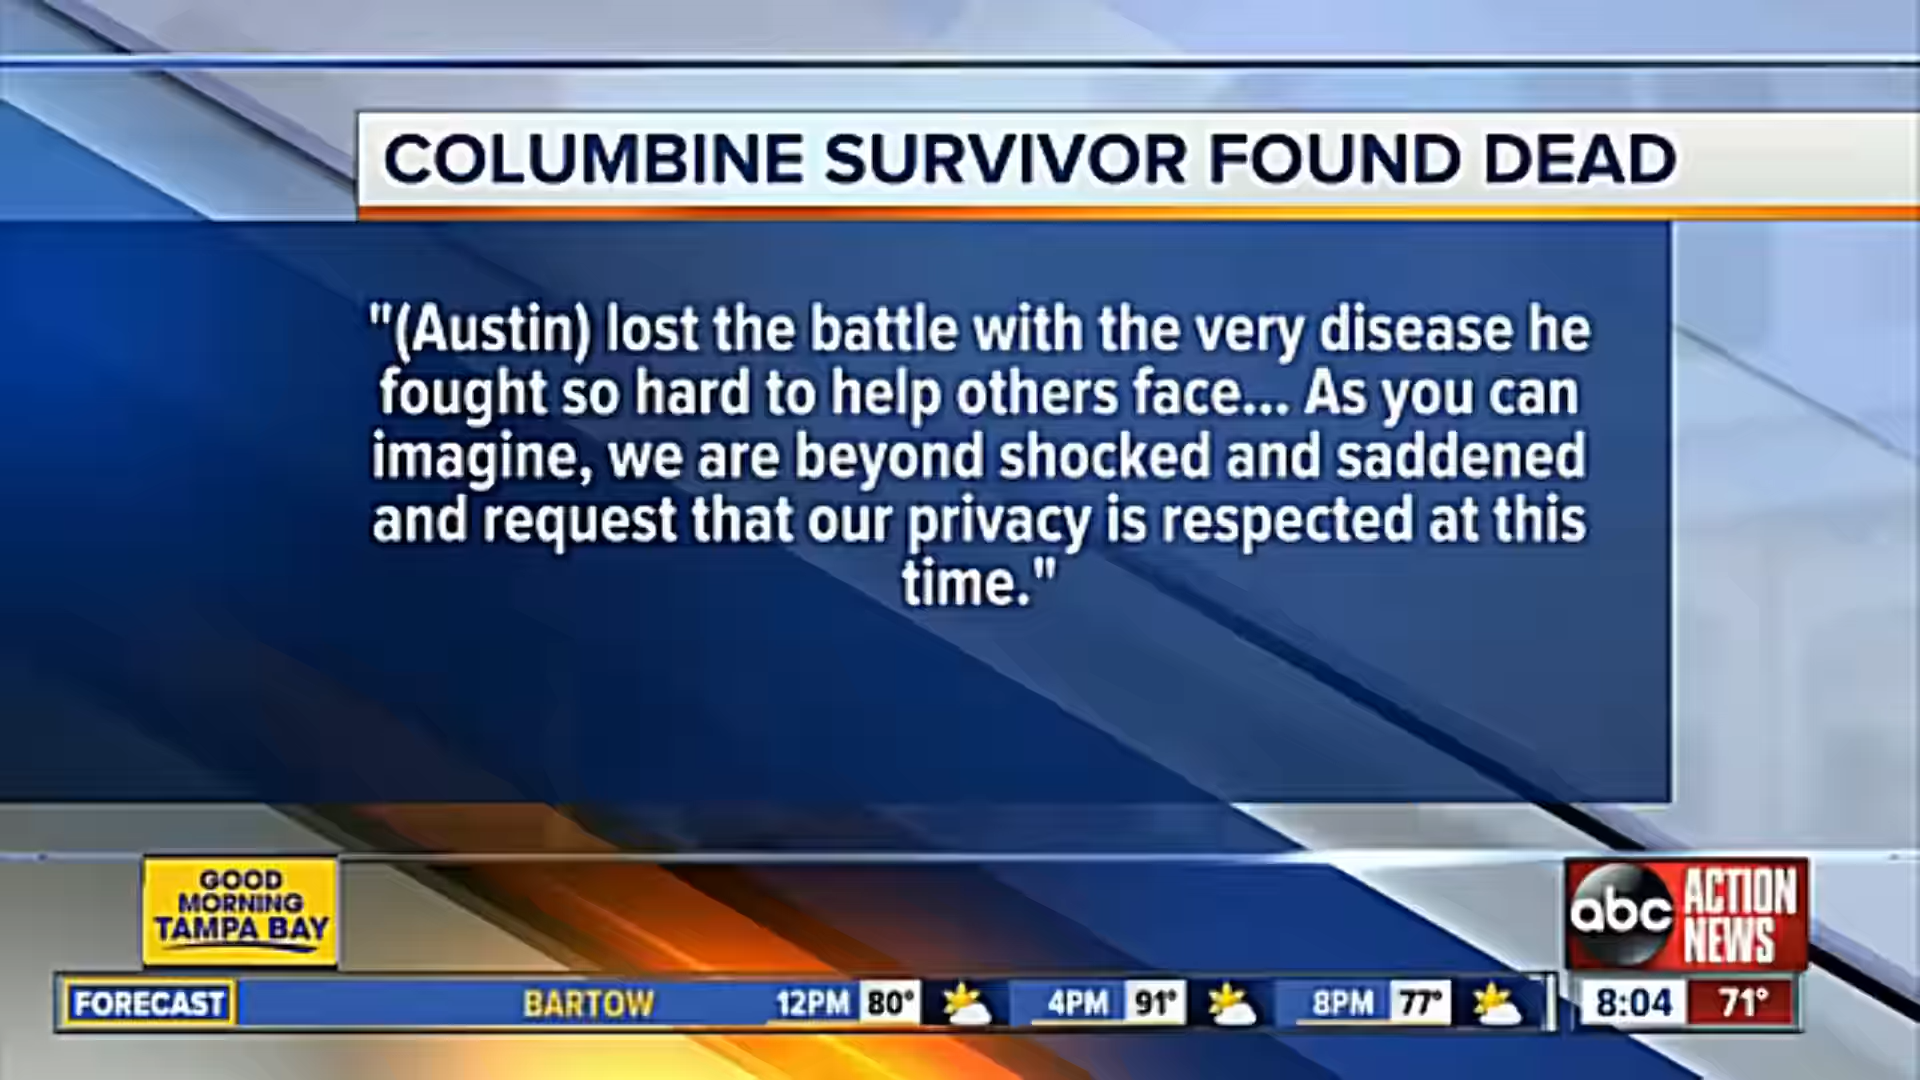 COLUMBINE SURVIVOR FOUND DEAD
"(Austin) lost the battle with the very disease he
fought so hard to help others face... As you can
imagine, we are beyond shocked and saddened
and request that our privacy is respected at this
time."
GOOD
MORNING
TAMPA BAY
abc ACTION
NEWS
FORECAST BARTOW 12PM 80° 4PM 91° 8PM 77° 8:04 71°